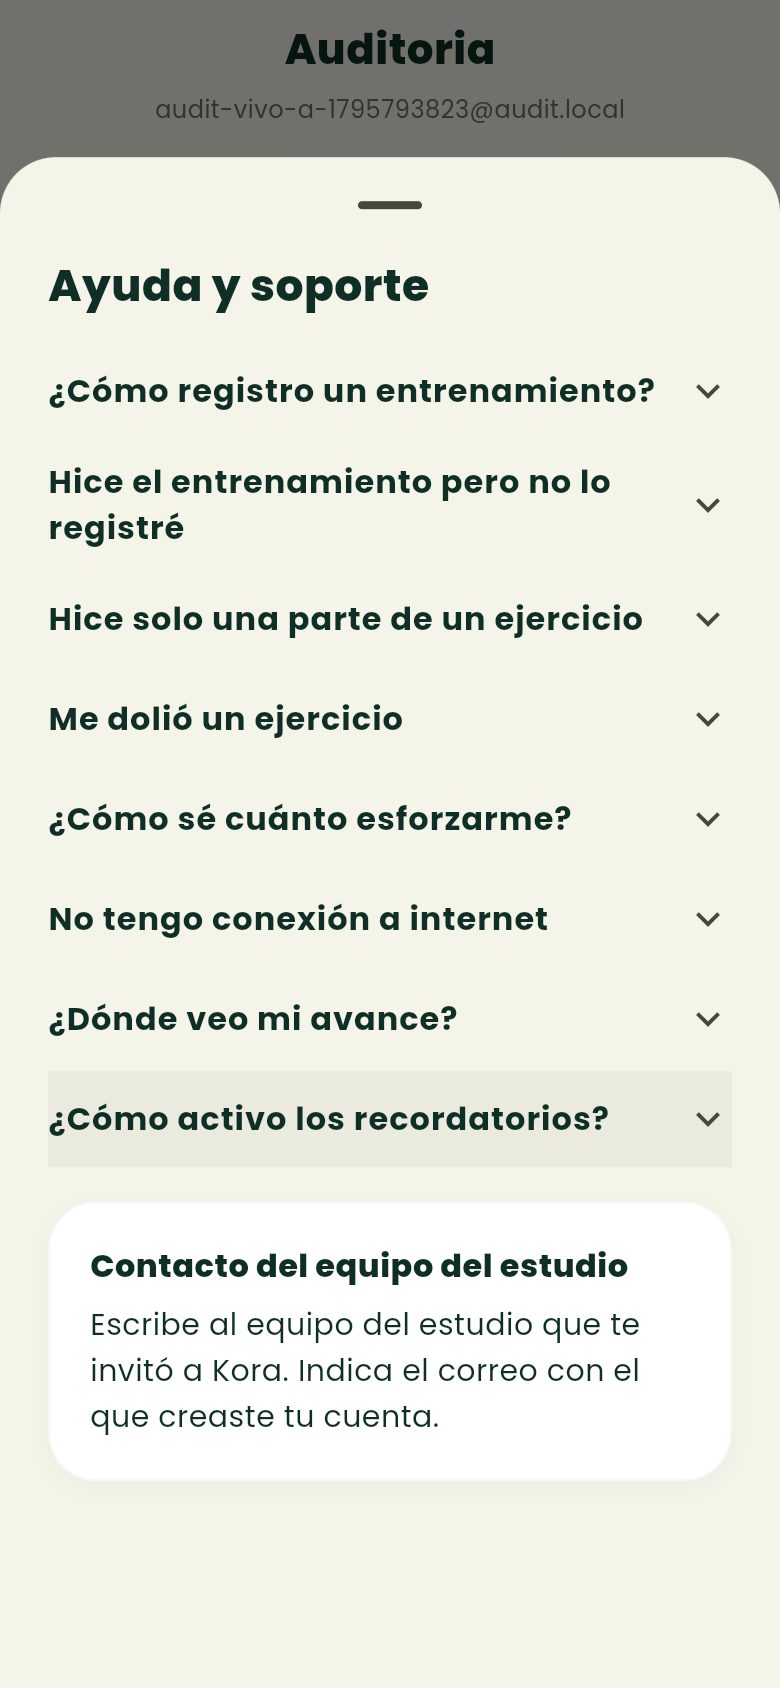 Auditoria
audit-vivo-a-1795793823@audit.local
Ayuda y soporte
¿Cómo registro un entrenamiento?
Hice el entrenamiento pero no lo
registré
Hice solo una parte de un ejercicio
Me dolió un ejercicio
¿Cómo sé cuánto esforzarme?
No tengo conexión a internet
¿Dónde veo mi avance?
¿Cómo activo los recordatorios?
Contacto del equipo del estudio
Escribe al equipo del estudio que te
invitó a Kora. Indica el correo con el
que creaste tu cuenta.